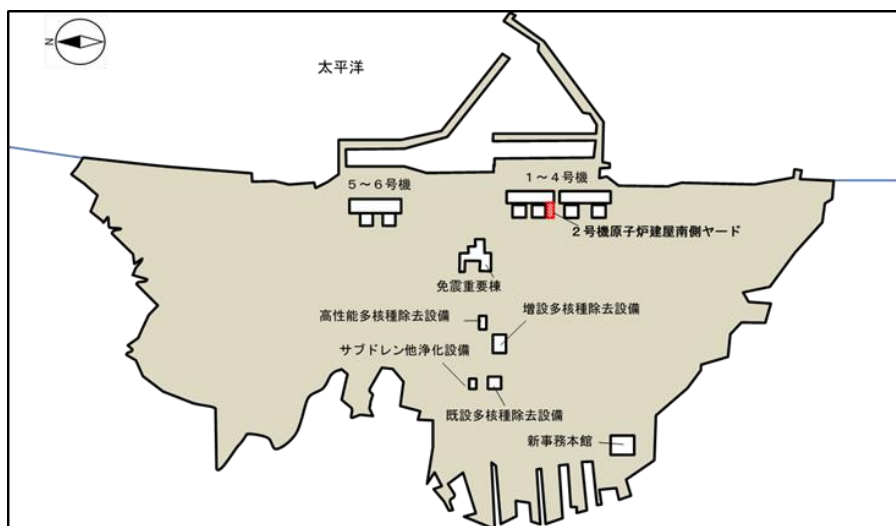 N
太平洋
5～6号機
1～4号機
2号機原子炉建屋南側ヤード
免震重要棟
高性能多核種除去設備
増設多核種除去設備
サブドレン他浄化設備
既設多核種除去設備
新事務本館